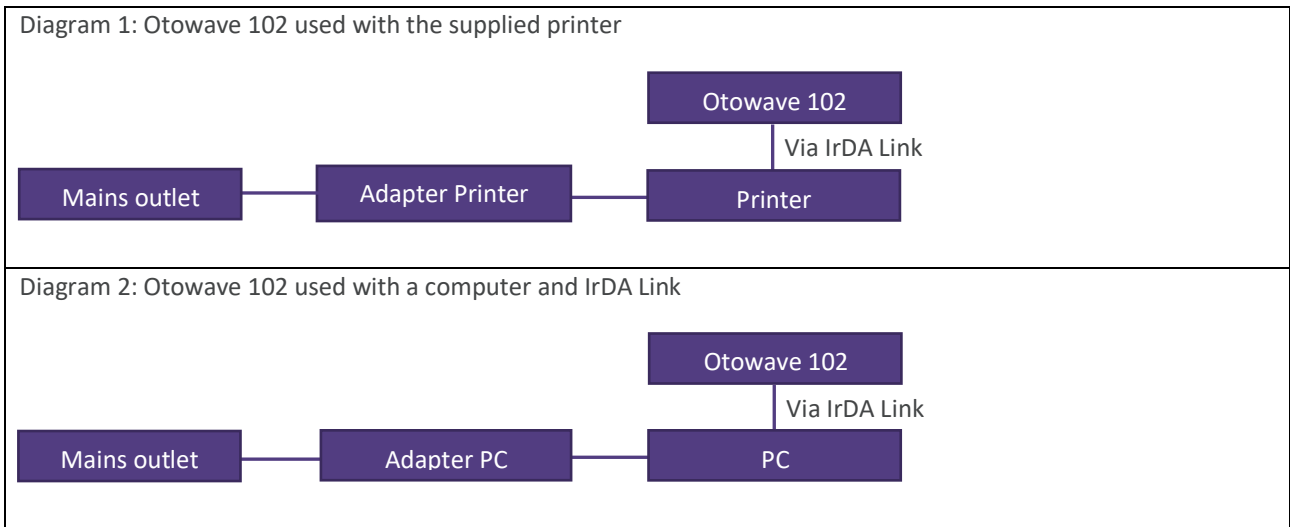 Diagram 1: Otowave 102 used with the supplied printer
Otowave 102
Via IrDA Link
Mains outlet
Adapter Printer
Printer
Diagram 2: Otowave 102 used with a computer and IrDA Link
Otowave 102
Via IrDA Link
Mains outlet
Adapter PC
PC